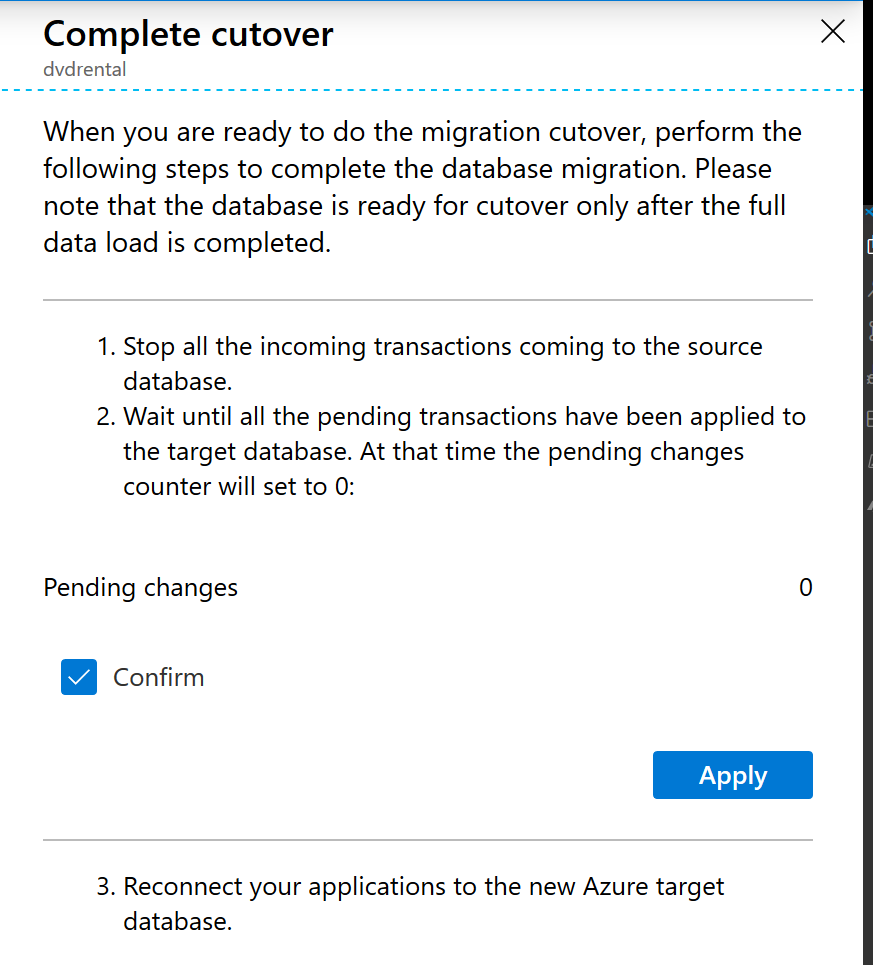 Complete cutover
dvdrental
When you are ready to do the migration cutover, perform the
following steps to complete the database migration. Please
note that the database is ready for cutover only after the full
data load is completed.
1. Stop all the incoming transactions coming to the source
database.
2. Wait until all the pending transactions have been applied to
the target database. At that time the pending changes
counter will set to 0:
Pending changes 0
Confirm
Apply
3. Reconnect your applications to the new Azure target
database.